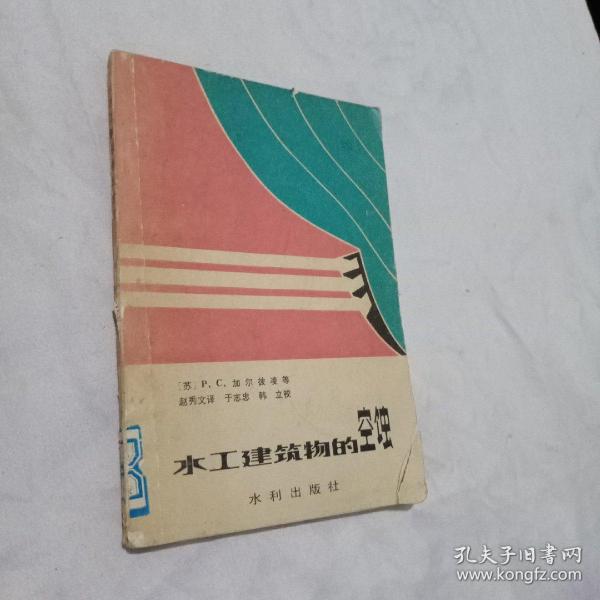 ［苏］P．C．加尔彼凌等
赵秀文译 于志忠 韩立校
水工建筑物的空蚀
水利出版社
孔夫子旧书网
www.kongfz.com